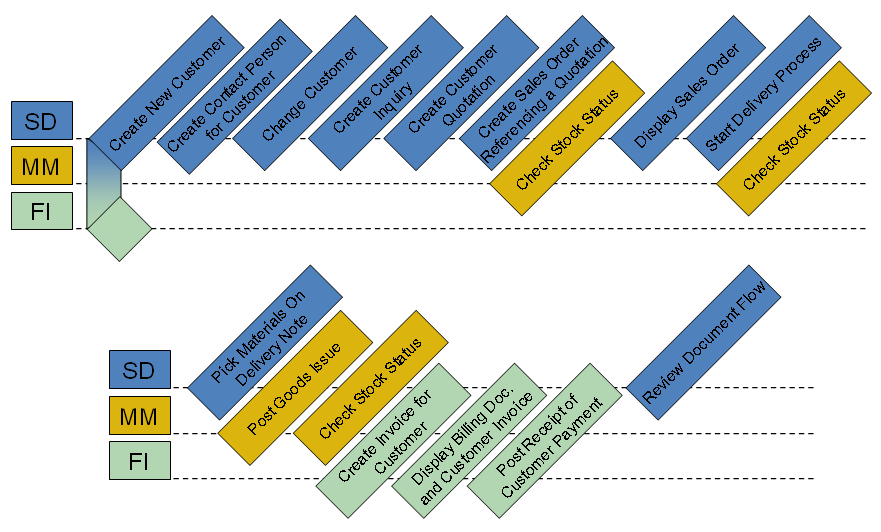 SD
MM
FI
Create New Customer
Create Contact Person
for Customer
Change Customer
Create Customer
Inquiry
Create Customer
Quotation
Create Sales Order
Referencing a Quotation
Check Stock Status
Display Sales Order
Start Delivery Process
Check Stock Status
SD
MM
FI
Pick Materials On
Delivery Note
Post Goods Issue
Check Stock Status
Create Invoice for
Customer
Display Billing Doc.
and Customer Invoice
Post Receipt of
Customer Payment
Review Document Flow